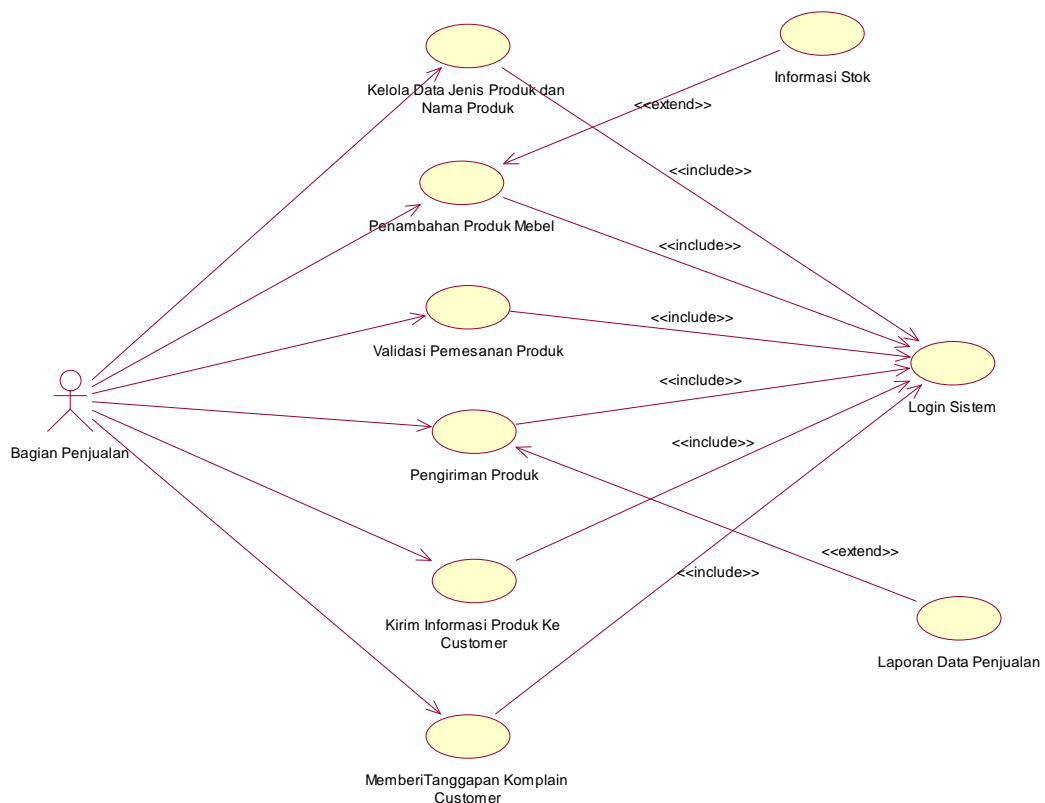 Kelola Data Jenis Produk dan
Nama Produk
Informasi Stok
<<extend>>
<<include>>
Penambahan Produk Mebel
<<include>>
<<include>>
Validasi Pemesanan Produk
<<include>>
Login Sistem
Bagian Penjualan
Pengiriman Produk
<<include>>
<<extend>>
<<include>>
Kirim Informasi Produk Ke
Customer
Laporan Data Penjualan
MemberiTanggapan Komplain
Customer